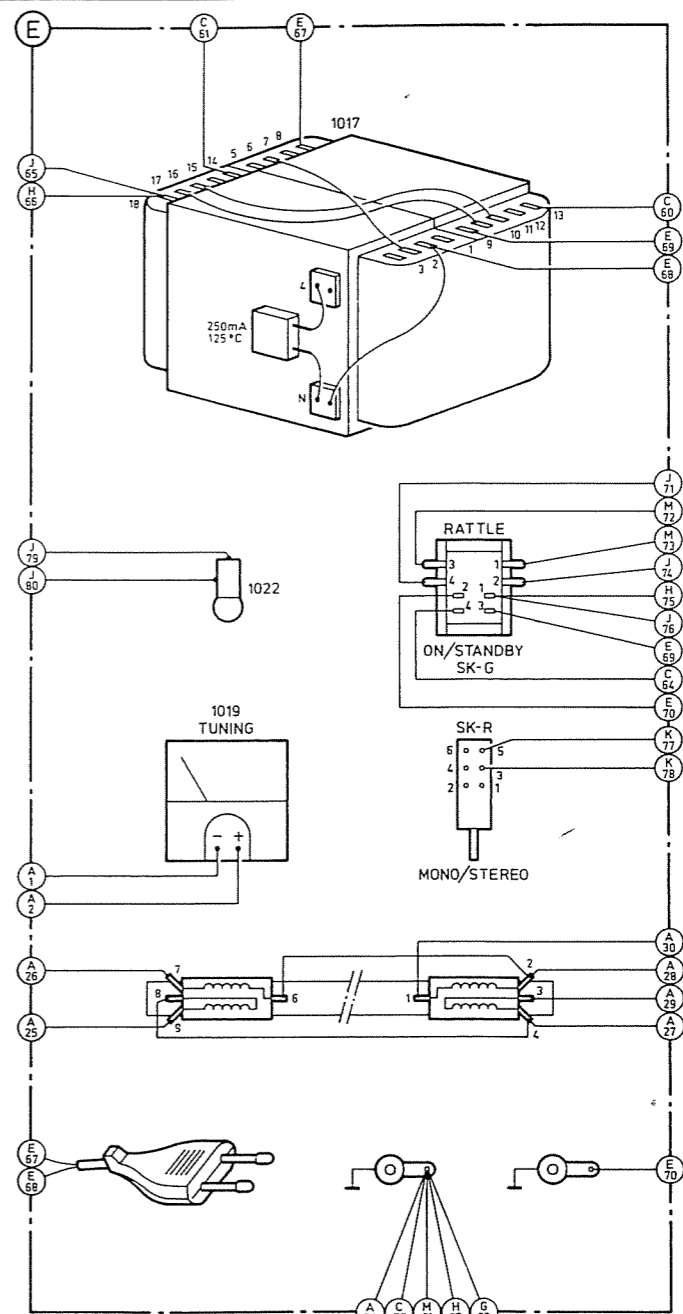 E
C 61
E 67
1017
17 16 15 14 5 6 7 8
J 65
H 66
18
C 60
13
12
11
10
9
1
2
3
E 69
E 68
4
250mA
125°C
N
J 71
M 72
RATTLE
M 73
J 79
3 1
J 74
J 80
4 2
1022
2 1
H 75
4 3
J 76
ON/STANDBY
SK-G
E 69
C 64
E 70
1019
TUNING
SK-R
K 77
6 5
4 3
K 78
2 1
- +
MONO/STEREO
A 1
A 2
A 30
A 26
7
2
A 28
8 6 1 3
A 29
A 25
5
4
A 27
E 67
E 68
E 70
A C M H G